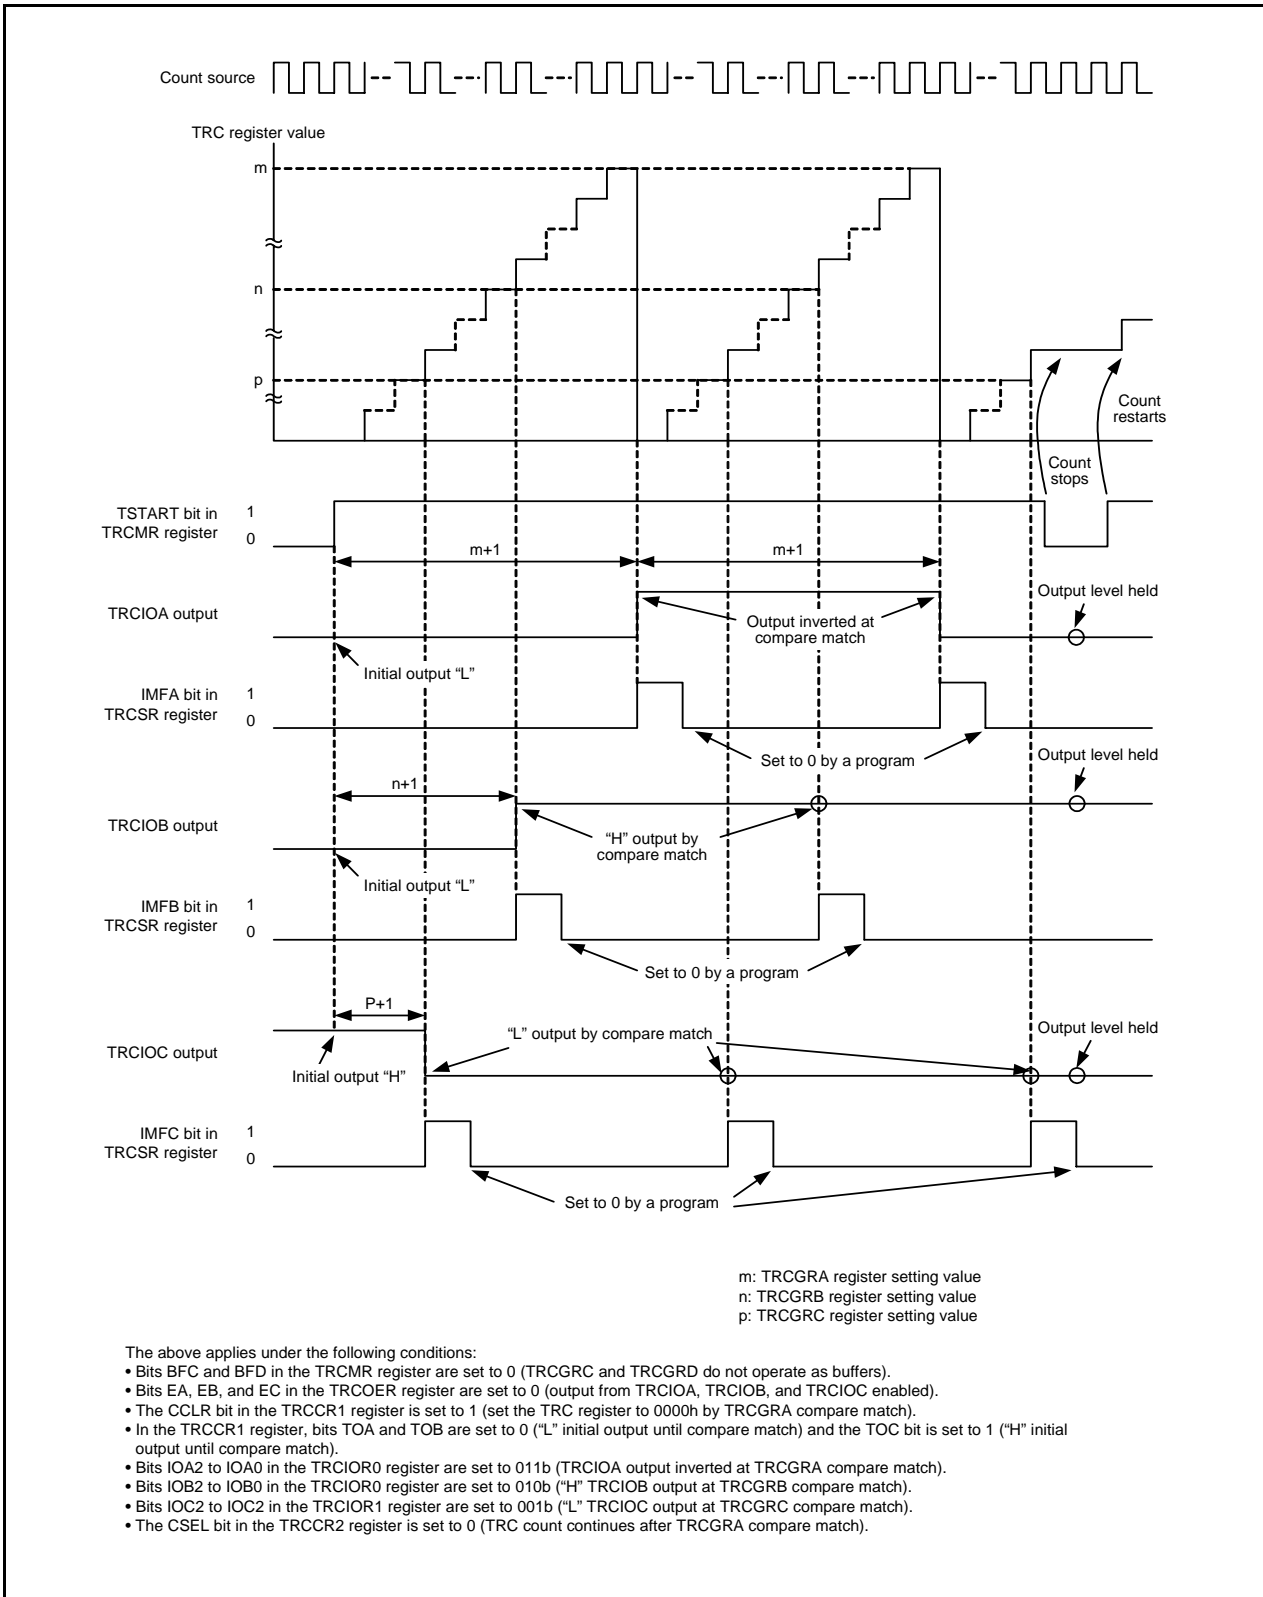 Count source
TRC register value
m
n
p
Count
restarts
Count
stops
TSTART bit in
TRCMR register
1
0
m+1
m+1
TRCIOA output
Output level held
Output inverted at
compare match
Initial output “L”
IMFA bit in
TRCSR register
1
0
Set to 0 by a program
Output level held
n+1
TRCIOB output
“H” output by
compare match
Initial output “L”
IMFB bit in
TRCSR register
1
0
Set to 0 by a program
P+1
TRCIOC output
“L” output by compare match
Output level held
Initial output “H”
IMFC bit in
TRCSR register
1
0
Set to 0 by a program
m: TRCGRA register setting value
n: TRCGRB register setting value
p: TRCGRC register setting value
The above applies under the following conditions:
• Bits BFC and BFD in the TRCMR register are set to 0 (TRCGRC and TRCGRD do not operate as buffers).
• Bits EA, EB, and EC in the TRCOER register are set to 0 (output from TRCIOA, TRCIOB, and TRCIOC enabled).
• The CCLR bit in the TRCCR1 register is set to 1 (set the TRC register to 0000h by TRCGRA compare match).
• In the TRCCR1 register, bits TOA and TOB are set to 0 (“L” initial output until compare match) and the TOC bit is set to 1 (“H” initial
output until compare match).
• Bits IOA2 to IOA0 in the TRCIOR0 register are set to 011b (TRCIOA output inverted at TRCGRA compare match).
• Bits IOB2 to IOB0 in the TRCIOR0 register are set to 010b (“H” TRCIOB output at TRCGRB compare match).
• Bits IOC2 to IOC2 in the TRCIOR1 register are set to 001b (“L” TRCIOC output at TRCGRC compare match).
• The CSEL bit in the TRCCR2 register is set to 0 (TRC count continues after TRCGRA compare match).